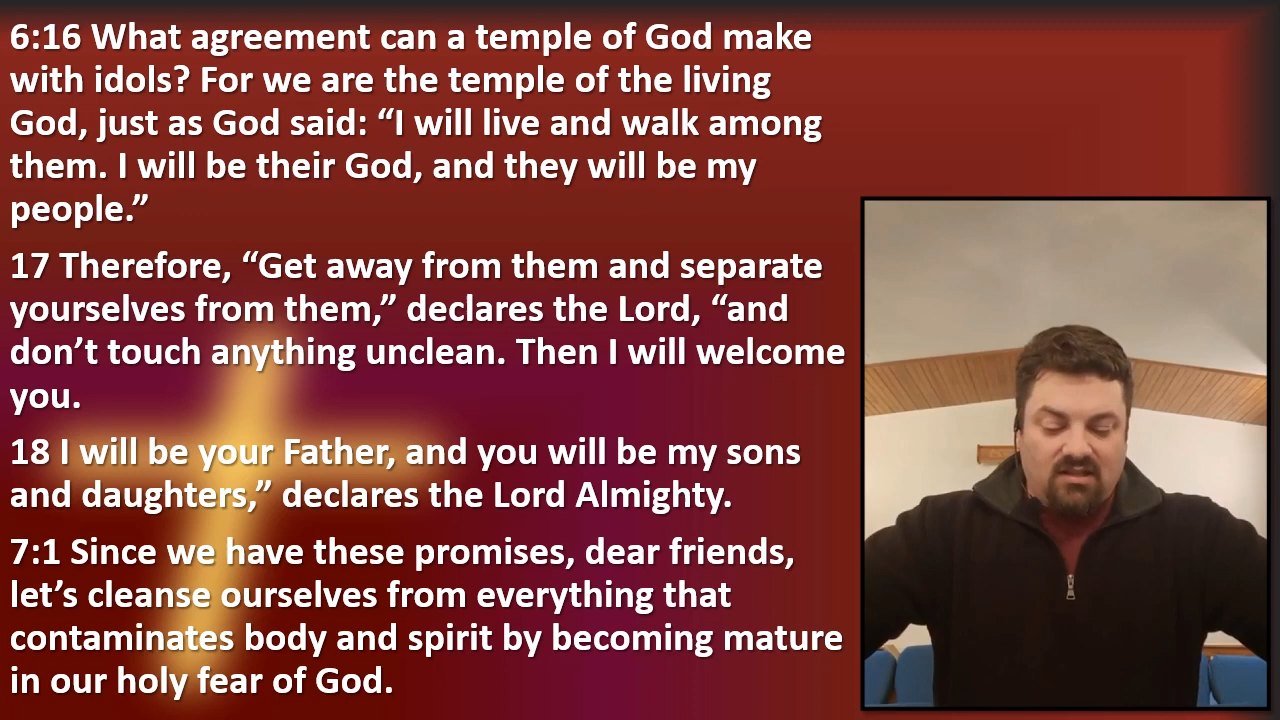 6:16 What agreement can a temple of God make
with idols? For we are the temple of the living
God, just as God said: “I will live and walk among
them. I will be their God, and they will be my
people.”
17 Therefore, “Get away from them and separate
yourselves from them,” declares the Lord, “and
don’t touch anything unclean. Then I will welcome
you.
18 I will be your Father, and you will be my sons
and daughters,” declares the Lord Almighty.
7:1 Since we have these promises, dear friends,
let’s cleanse ourselves from everything that
contaminates body and spirit by becoming mature
in our holy fear of God.